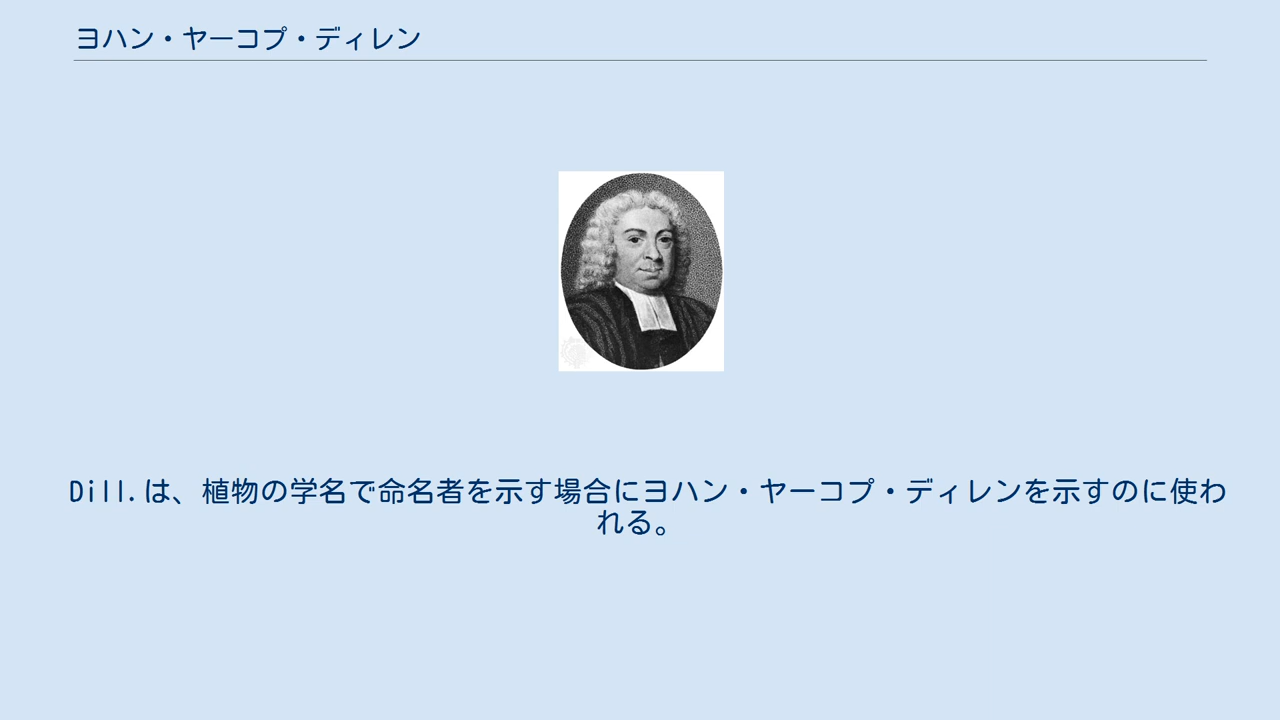 ヨハン・ヤーコプ・ディレン
Dill.は、植物の学名で命名者を示す場合にヨハン・ヤーコプ・ディレンを示すのに使わ
れる。